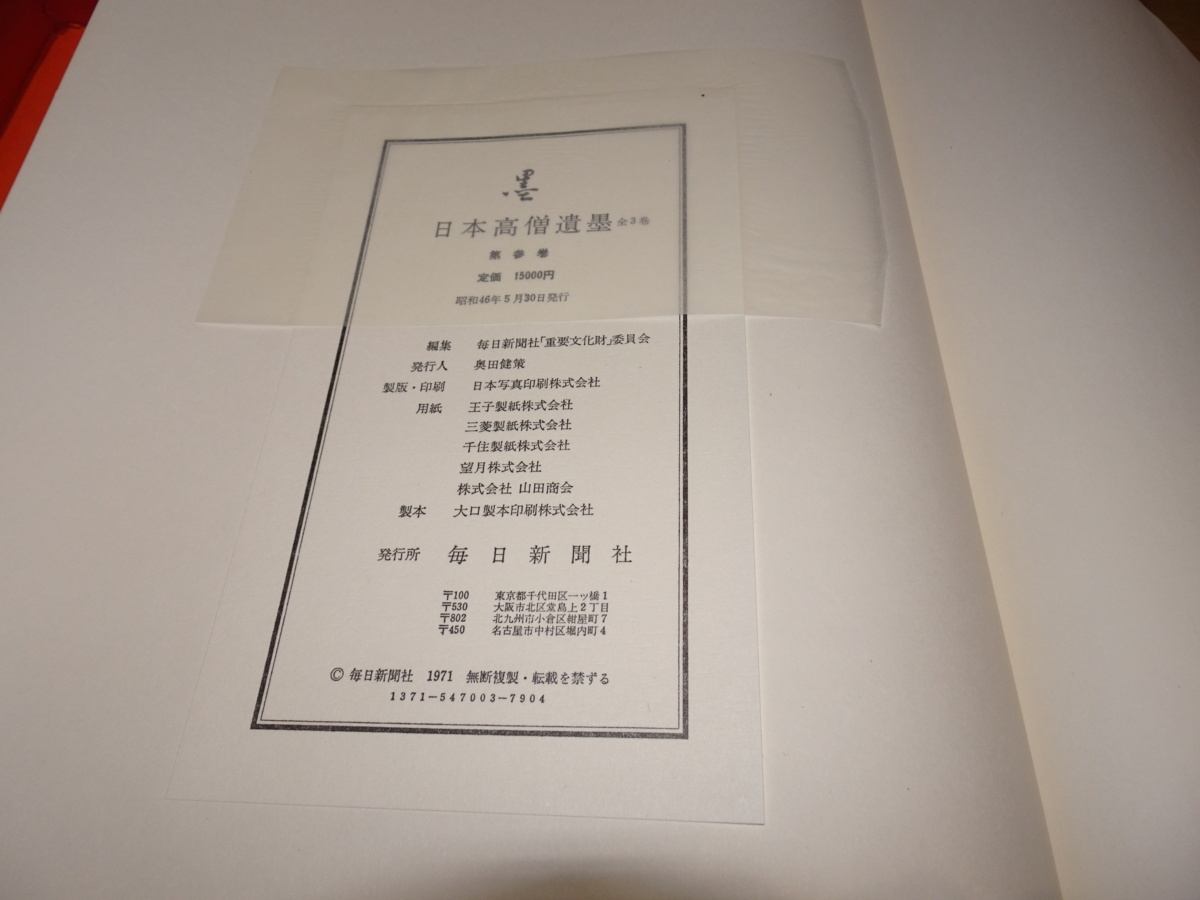 墨
日本高僧遺墨 全3巻
第参巻
定価 15000円
昭和46年5月30日発行
編集 毎日新聞社「重要文化財」委員会
発行人 奥田健策
製版・印刷 日本写真印刷株式会社
用紙 王子製紙株式会社
三菱製紙株式会社
千住製紙株式会社
望月株式会社
株式会社 山田商会
製本 大口製本印刷株式会社
発行所 毎日新聞社
〒100 東京都千代田区一ッ橋1
〒530 大阪市北区堂島上2丁目
〒802 北九州市小倉区紺屋町7
〒450 名古屋市中村区堀内町4
© 毎日新聞社 1971 無断複製・転載を禁ずる
1371-547003-7904